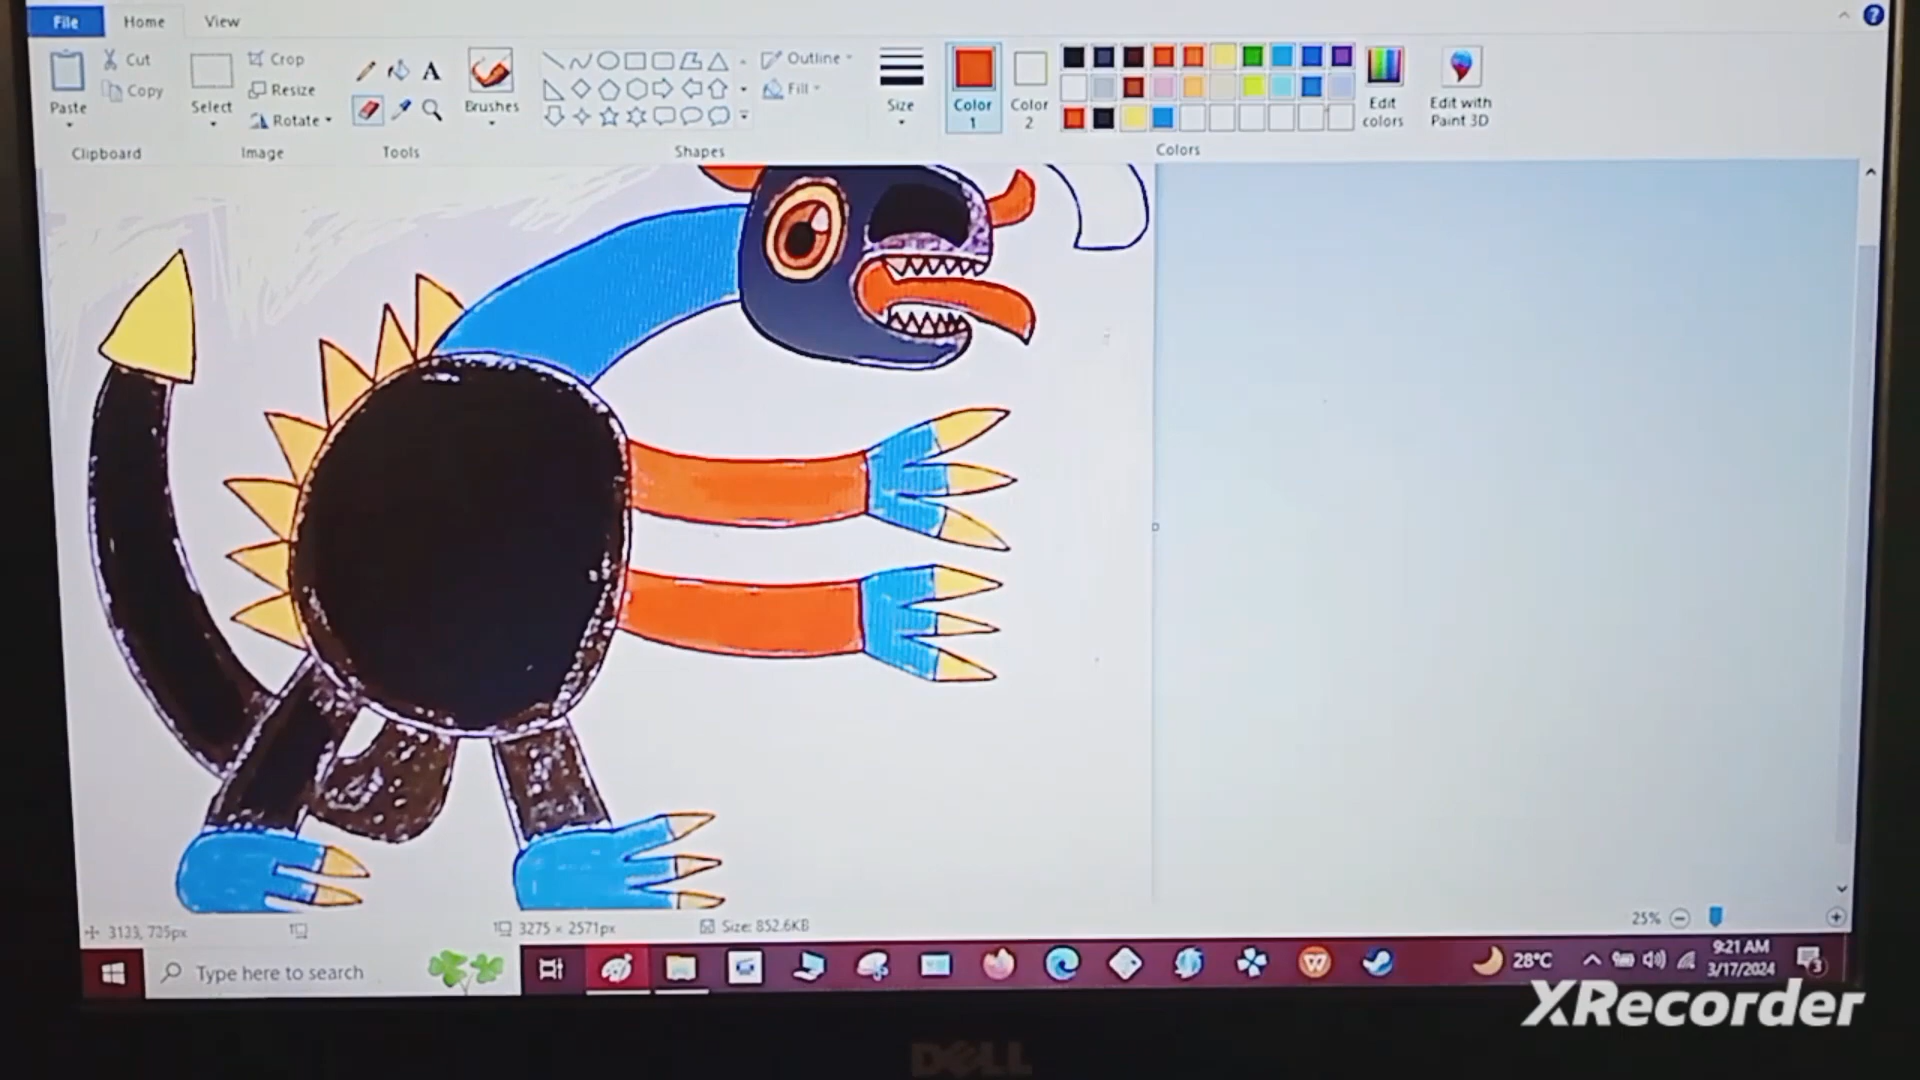 File Home View
Paste
Cut
Copy
Clipboard
Select
Crop
Resize
Rotate
Image
A
Tools
Brushes
Shapes
Outline
Fill
Size
Color 1
Color 2
Edit colors
Edit with Paint 3D
Colors
3133, 735px
3275 × 2571px
Size: 852.6KB
25%
Type here to search
28°C
9:21 AM
3/17/2024
3
XRecorder
DELL